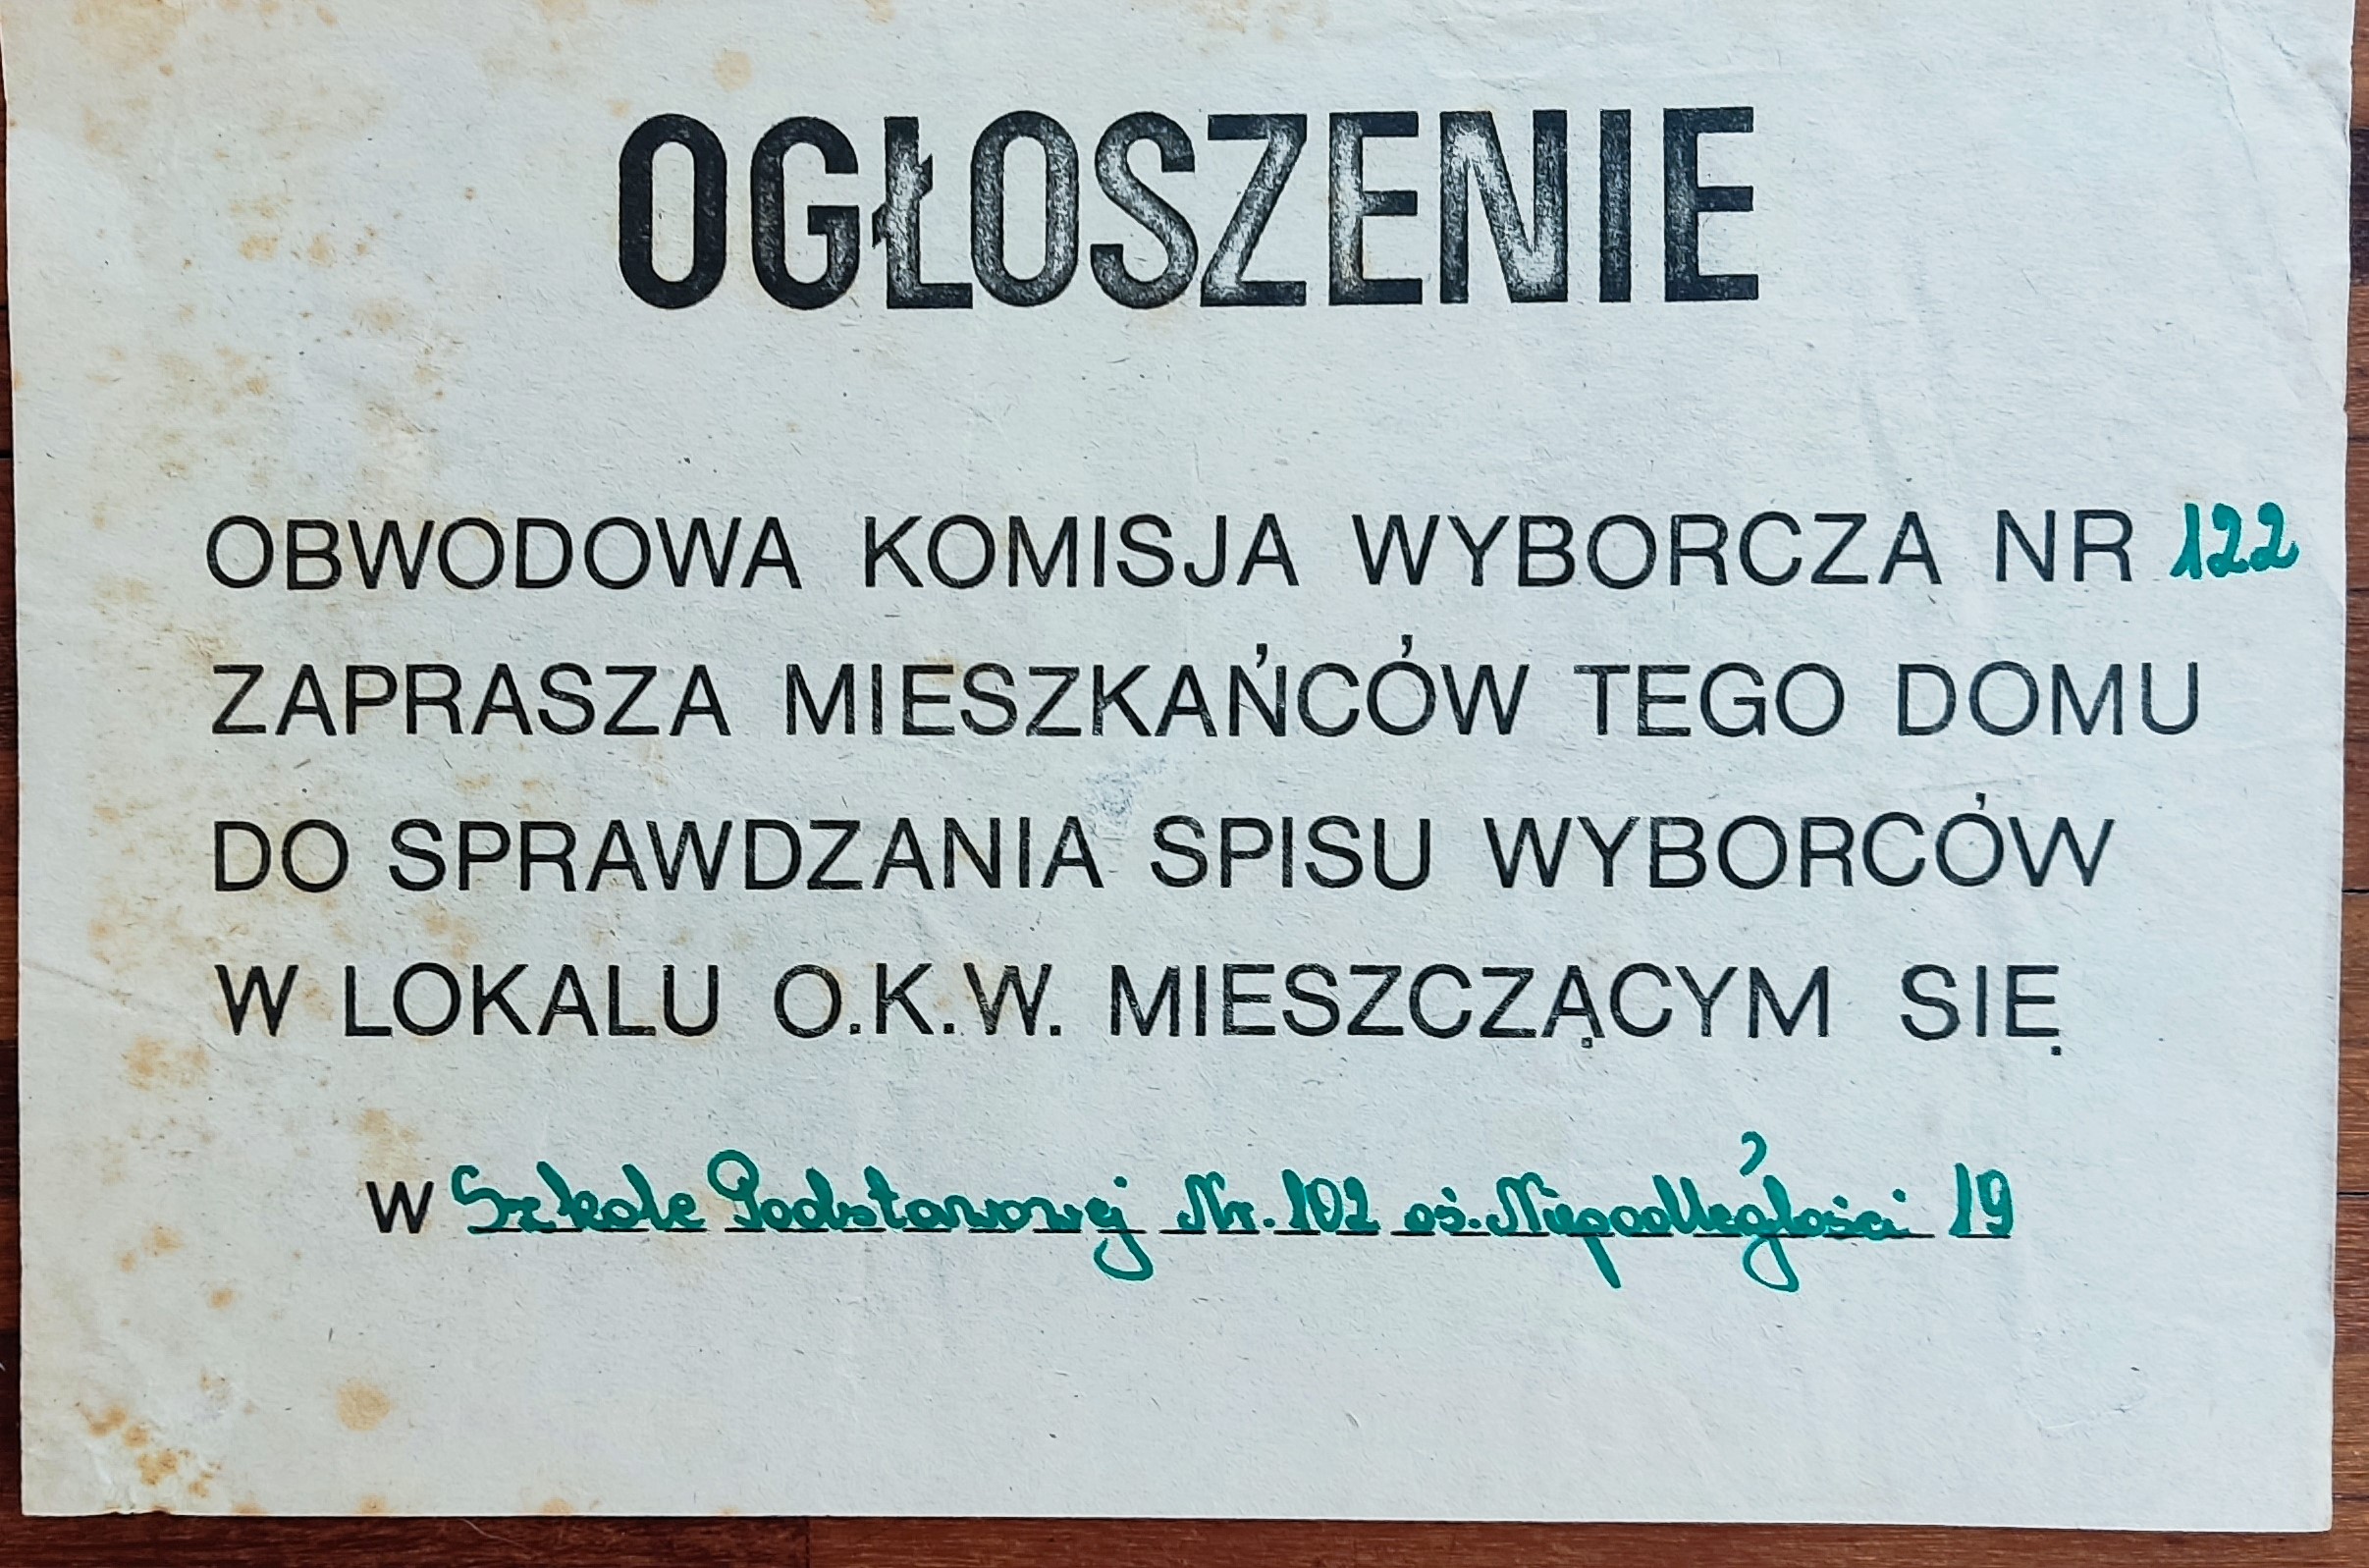 OGŁOSZENIE
OBWODOWA KOMISJA WYBORCZA NR 122
ZAPRASZA MIESZKAŃCÓW TEGO DOMU
DO SPRAWDZANIA SPISU WYBORCÓW
W LOKALU O.K.W. MIESZCZĄCYM SIĘ
W Szkole Podstawowej Nr. 102 oś. Niepodległości 19